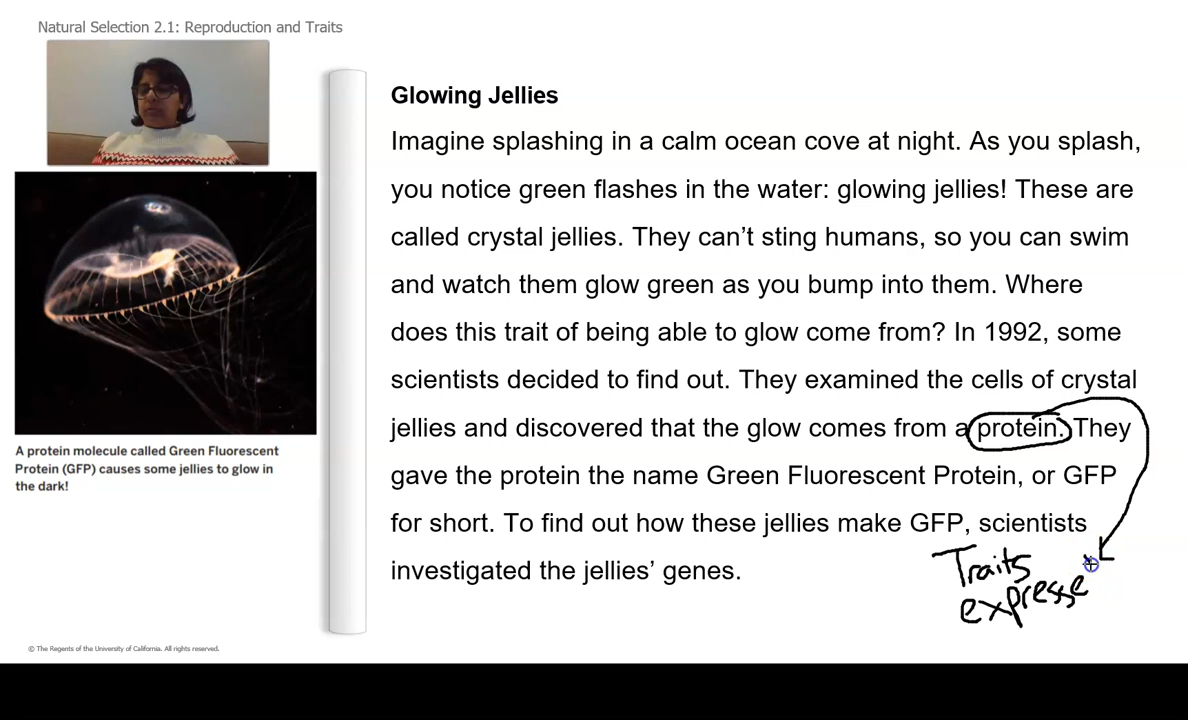 Natural Selection 2.1: Reproduction and Traits
Glowing Jellies
Imagine splashing in a calm ocean cove at night. As you splash,
you notice green flashes in the water: glowing jellies! These are
called crystal jellies. They can’t sting humans, so you can swim
and watch them glow green as you bump into them. Where
does this trait of being able to glow come from? In 1992, some
scientists decided to find out. They examined the cells of crystal
jellies and discovered that the glow comes from a protein. They
gave the protein the name Green Fluorescent Protein, or GFP
for short. To find out how these jellies make GFP, scientists
investigated the jellies’ genes.
Traits
expresse
A protein molecule called Green Fluorescent
Protein (GFP) causes some jellies to glow in
the dark!
© The Regents of the University of California. All rights reserved.